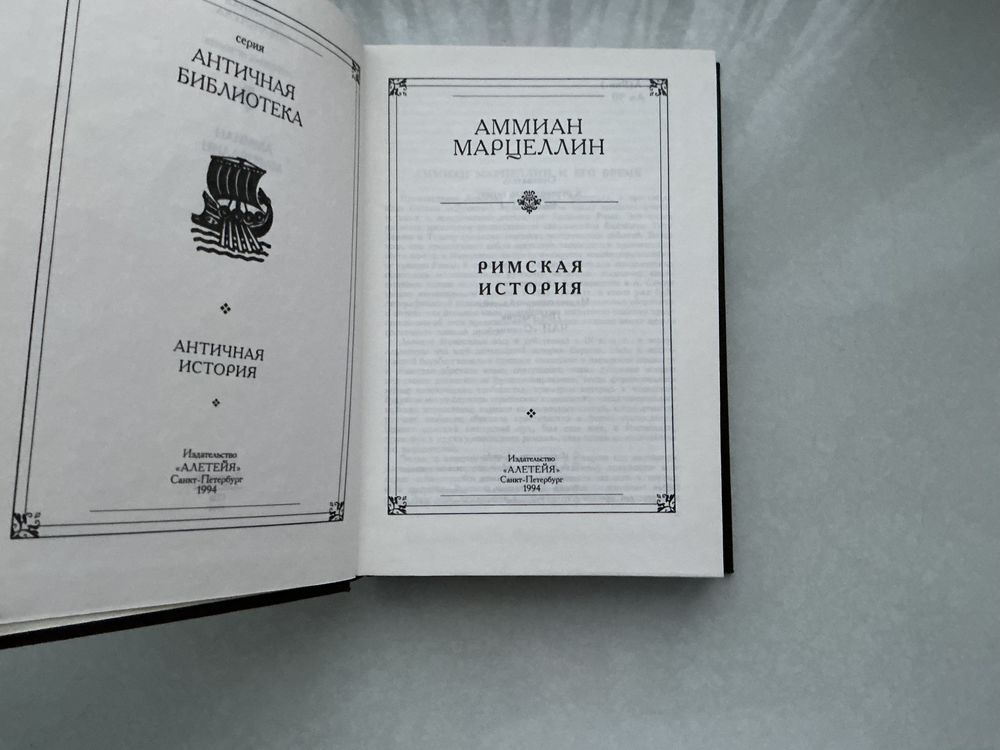 серия
АНТИЧНАЯ
БИБЛИОТЕКА
АНТИЧНАЯ
ИСТОРИЯ
Издательство
«АЛЕТЕЙЯ»
Санкт-Петербург
1994
АММИАН
МАРЦЕЛЛИН
РИМСКАЯ
ИСТОРИЯ
Издательство
«АЛЕТЕЙЯ»
Санкт-Петербург
1994